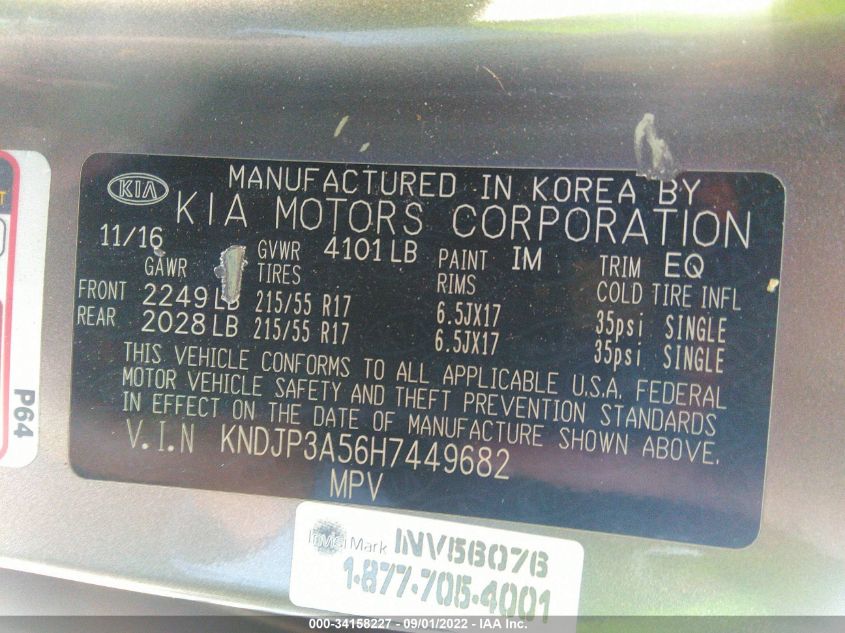 KIA
MANUFACTURED IN KOREA BY
KIA MOTORS CORPORATION
11/16 GVWR 4101 LB PAINT IM TRIM EQ
GAWR TIRES RIMS COLD TIRE INFL
FRONT 2249 LB 215/55 R17 6.5JX17 35psi SINGLE
REAR 2028 LB 215/55 R17 6.5JX17 35psi SINGLE
THIS VEHICLE CONFORMS TO ALL APPLICABLE U.S.A. FEDERAL
MOTOR VEHICLE SAFETY AND THEFT PREVENTION STANDARDS
IN EFFECT ON THE DATE OF MANUFACTURE SHOWN ABOVE.
V.I.N KNDJP3A56H7449682
MPV
P64
InvisiMark INV156076
1-877-705-4001
000-34158227 - 09/01/2022 - IAA Inc.